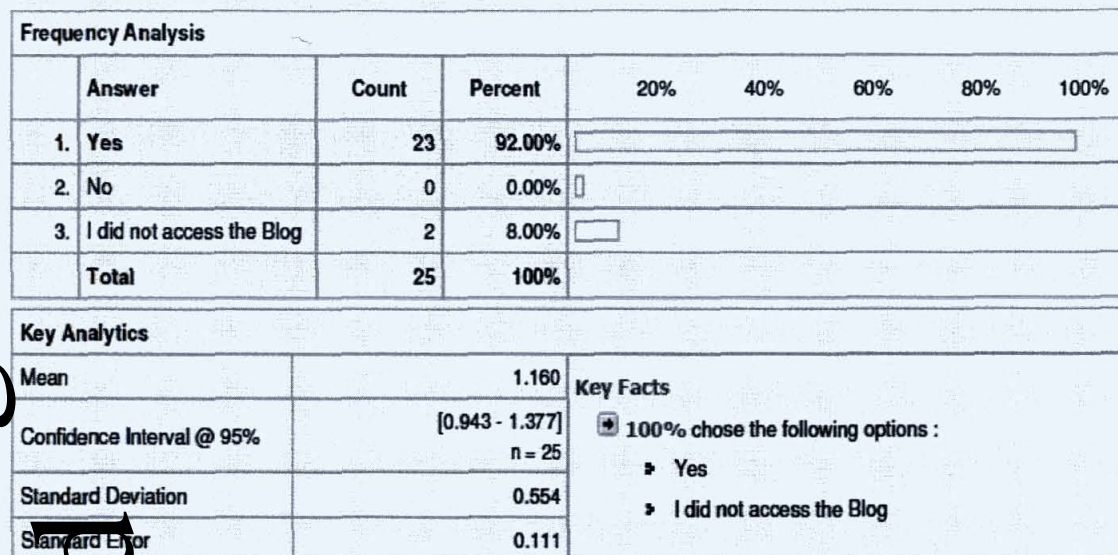 Frequency Analysis
Answer Count Percent 20% 40% 60% 80% 100%
1. Yes 23 92.00%
2. No 0 0.00%
3. I did not access the Blog 2 8.00%
Total 25 100%
Key Analytics
Mean 1.160
Confidence Interval @ 95% [0.943 - 1.377]
n = 25
Standard Deviation 0.554
Standard Error 0.111
Key Facts
100% chose the following options :
Yes
I did not access the Blog